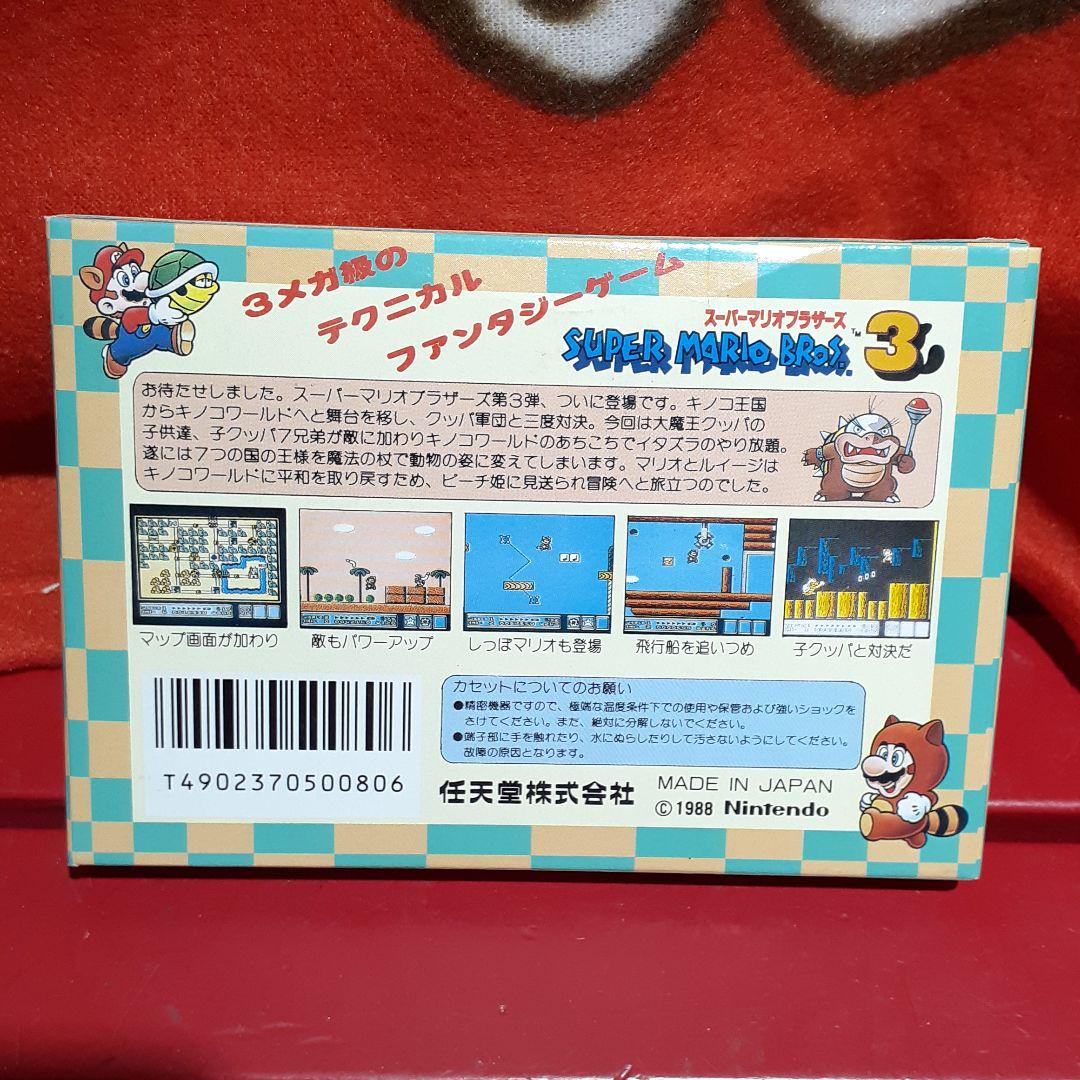 3メガ級の
テクニカル
ファンタジーゲーム
スーパーマリオブラザーズ
SUPER MARIO BROS.™ 3
お待たせしました。スーパーマリオブラザーズ第3弾、ついに登場です。キノコ王国
からキノコワールドへと舞台を移し、クッパ軍団と三度対決。今回は大魔王クッパの
子供達、子クッパ7兄弟が敵に加わりキノコワールドのあちこちでイタズラのやり放題。
遂には7つの国の王様を魔法の杖で動物の姿に変えてしまいます。マリオとルイージは
キノコワールドに平和を取り戻すため、ピーチ姫に見送られ冒険へと旅立つのでした。
マップ画面が加わり
敵もパワーアップ
しっぽマリオも登場
飛行船を追いつめ
子クッパと対決だ
カセットについてのお願い
●精密機器ですので、極端な温度条件下での使用や保管および強いショックを
さけてください。また、絶対に分解しないでください。
●端子部に手を触れたり、水にぬらしたりして汚さないようにしてください。
故障の原因となります。
T4902370500806
任天堂株式会社
MADE IN JAPAN
©1988 Nintendo